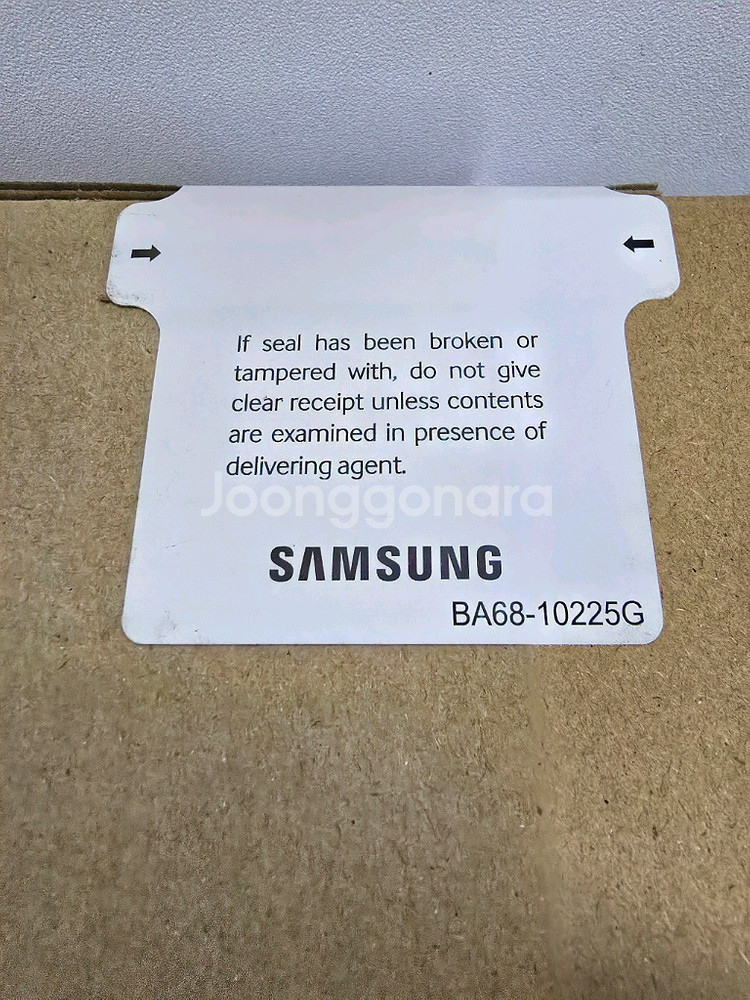 If seal has been broken or
tampered with, do not give
clear receipt unless contents
are examined in presence of
delivering agent.
Joonggonara
SAMSUNG
BA68-10225G